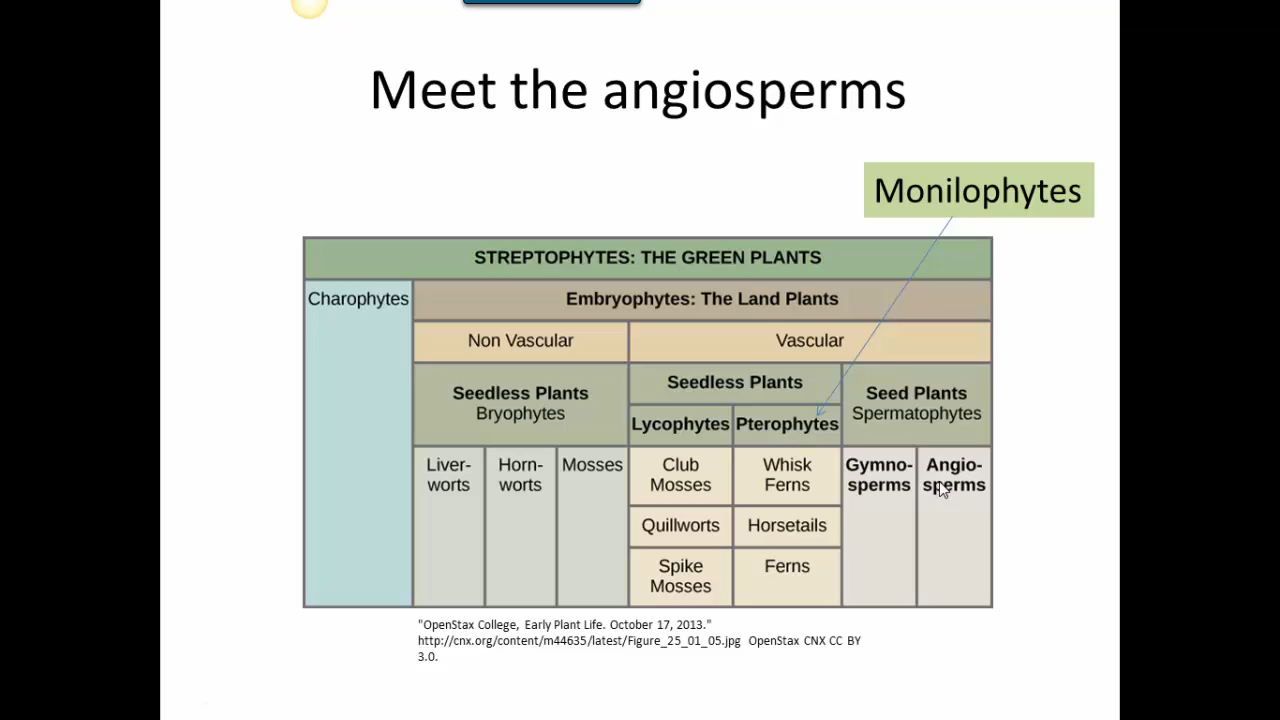 Meet the angiosperms
Monilophytes
STREPTOPHYTES: THE GREEN PLANTS
Charophytes
Embryophytes: The Land Plants
Non Vascular
Vascular
Seedless Plants
Bryophytes
Seedless Plants
Seed Plants
Spermatophytes
Lycophytes
Pterophytes
Liver-
worts
Horn-
worts
Mosses
Club
Mosses
Whisk
Ferns
Gymno-
sperms
Angio-
sperms
Quillworts
Horsetails
Spike
Mosses
Ferns
"OpenStax College, Early Plant Life. October 17, 2013."
http://cnx.org/content/m44635/latest/Figure_25_01_05.jpg OpenStax CNX CC BY
3.0.